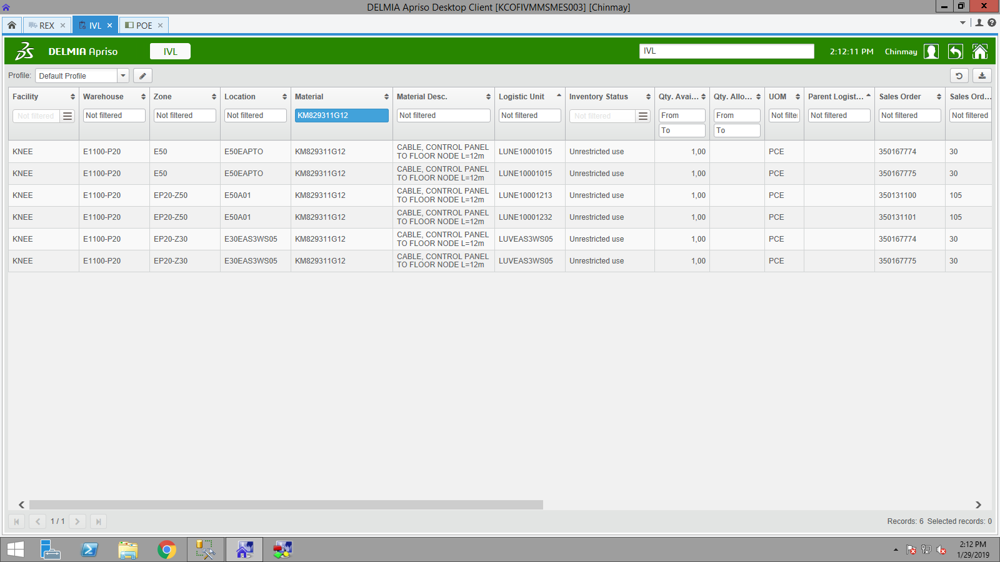 DELMIA Apriso Desktop Client [KCOFIVMMSMES003] [Chinmay]
REX IVL POE
DELMIA Apriso IVL IVL 2:12:11 PM Chinmay
Profile: Default Profile
Facility Warehouse Zone Location Material Material Desc. Logistic Unit Inventory Status Qty. Avai... Qty. Allo... UOM Parent Logist... Sales Order Sales Ord...
Not filtered Not filtered Not filtered Not filtered KM829311G12 Not filtered Not filtered Not filtered From From Not filte Not filtered Not filtered Not filtered
To To
KNEE E1100-P20 E50 E50EAPTO KM829311G12 CABLE, CONTROL PANEL TO FLOOR NODE L=12m LUNE10001015 Unrestricted use 1,00 PCE 350167774 30
KNEE E1100-P20 E50 E50EAPTO KM829311G12 CABLE, CONTROL PANEL TO FLOOR NODE L=12m LUNE10001015 Unrestricted use 1,00 PCE 350167775 30
KNEE E1100-P20 EP20-Z50 E50A01 KM829311G12 CABLE, CONTROL PANEL TO FLOOR NODE L=12m LUNE10001213 Unrestricted use 1,00 PCE 350131100 105
KNEE E1100-P20 EP20-Z50 E50A01 KM829311G12 CABLE, CONTROL PANEL TO FLOOR NODE L=12m LUNE10001232 Unrestricted use 1,00 PCE 350131101 105
KNEE E1100-P20 EP20-Z30 E30EAS3WS05 KM829311G12 CABLE, CONTROL PANEL TO FLOOR NODE L=12m LUVEAS3WS05 Unrestricted use 1,00 PCE 350167774 30
KNEE E1100-P20 EP20-Z30 E30EAS3WS05 KM829311G12 CABLE, CONTROL PANEL TO FLOOR NODE L=12m LUVEAS3WS05 Unrestricted use 1,00 PCE 350167775 30
1 / 1 Records: 6 Selected records: 0
2:12 PM
1/29/2019